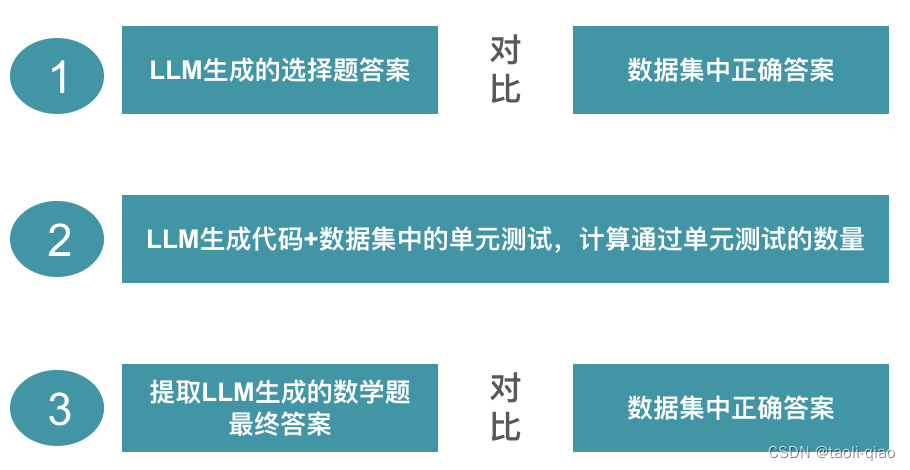 1
LLM生成的选择题答案
对
比
数据集中正确答案
2
LLM生成代码+数据集中的单元测试，计算通过单元测试的数量
3
提取LLM生成的数学题
最终答案
对
比
数据集中正确答案
CSDN @taoli-qiao